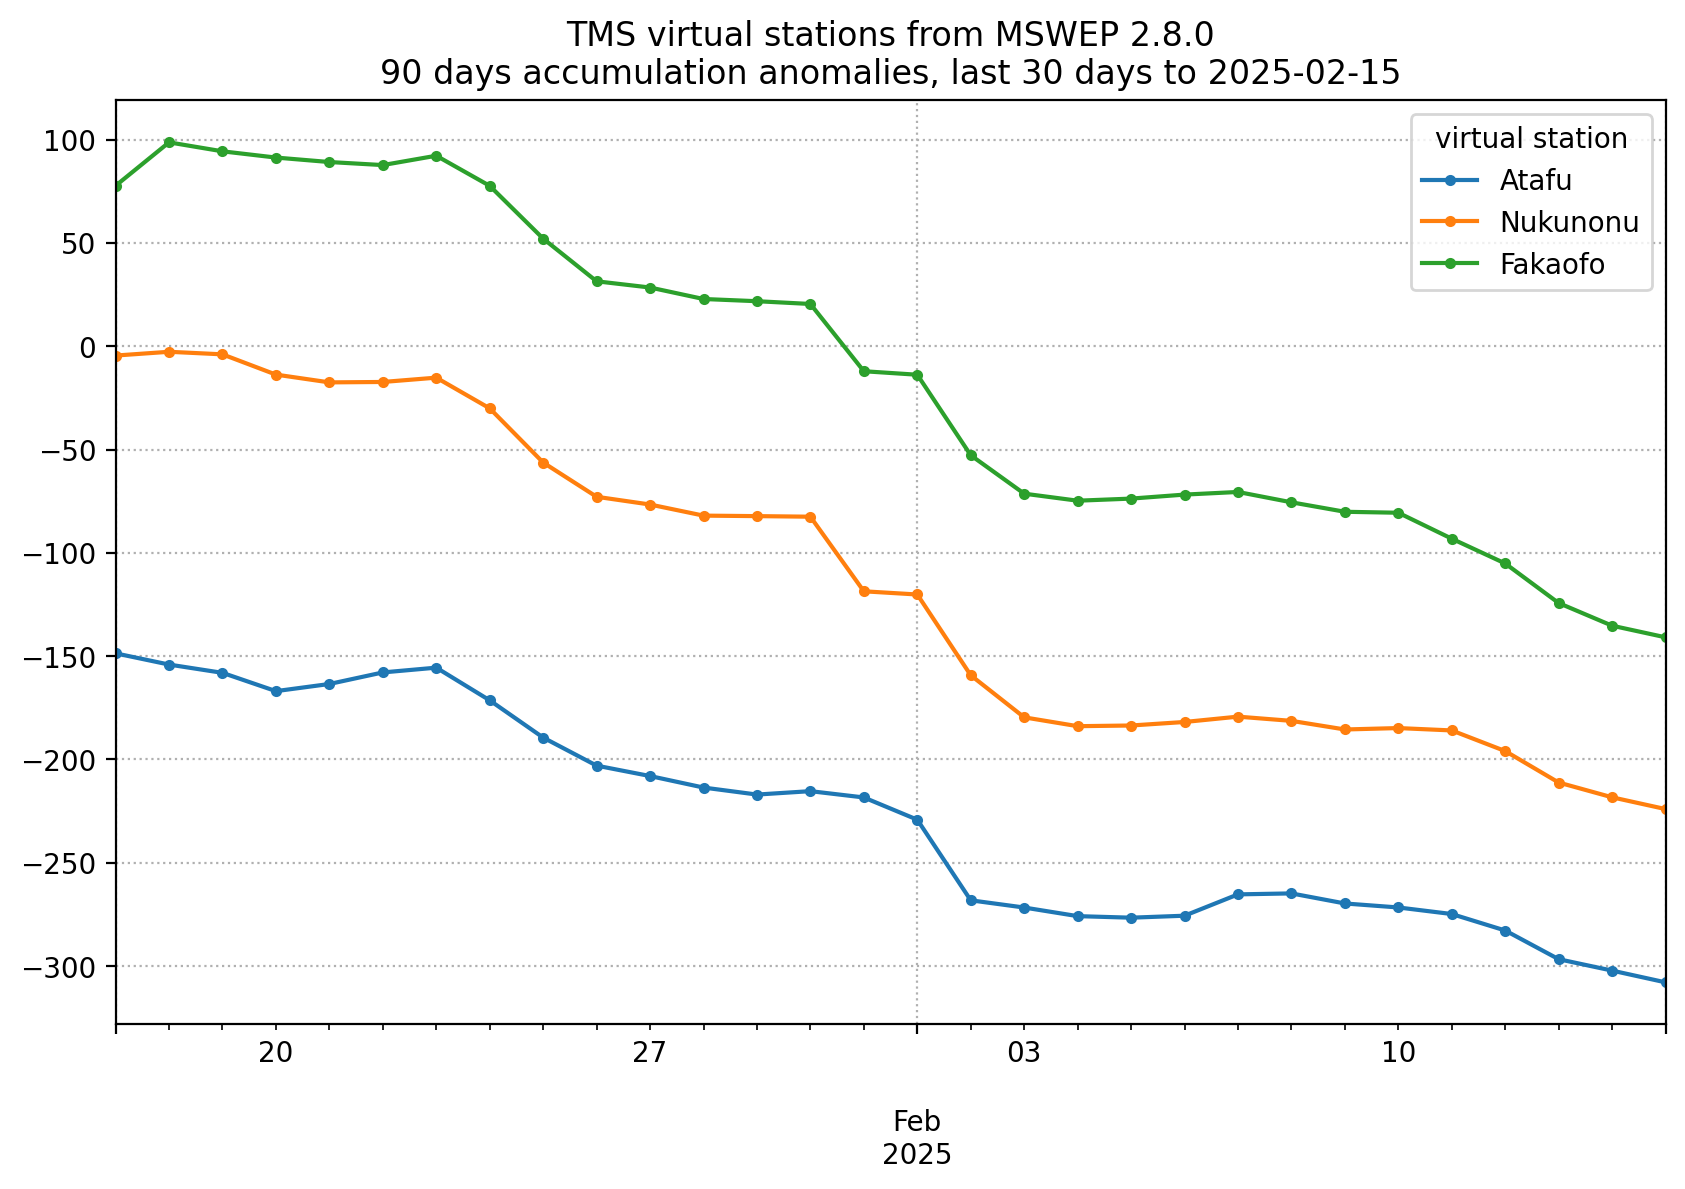 TMS virtual stations from MSWEP 2.8.0
90 days accumulation anomalies, last 30 days to 2025-02-15
virtual station
Atafu
Nukunonu
Fakaofo
100
50
0
−50
−100
−150
−200
−250
−300
20
27
03
10
Feb
2025